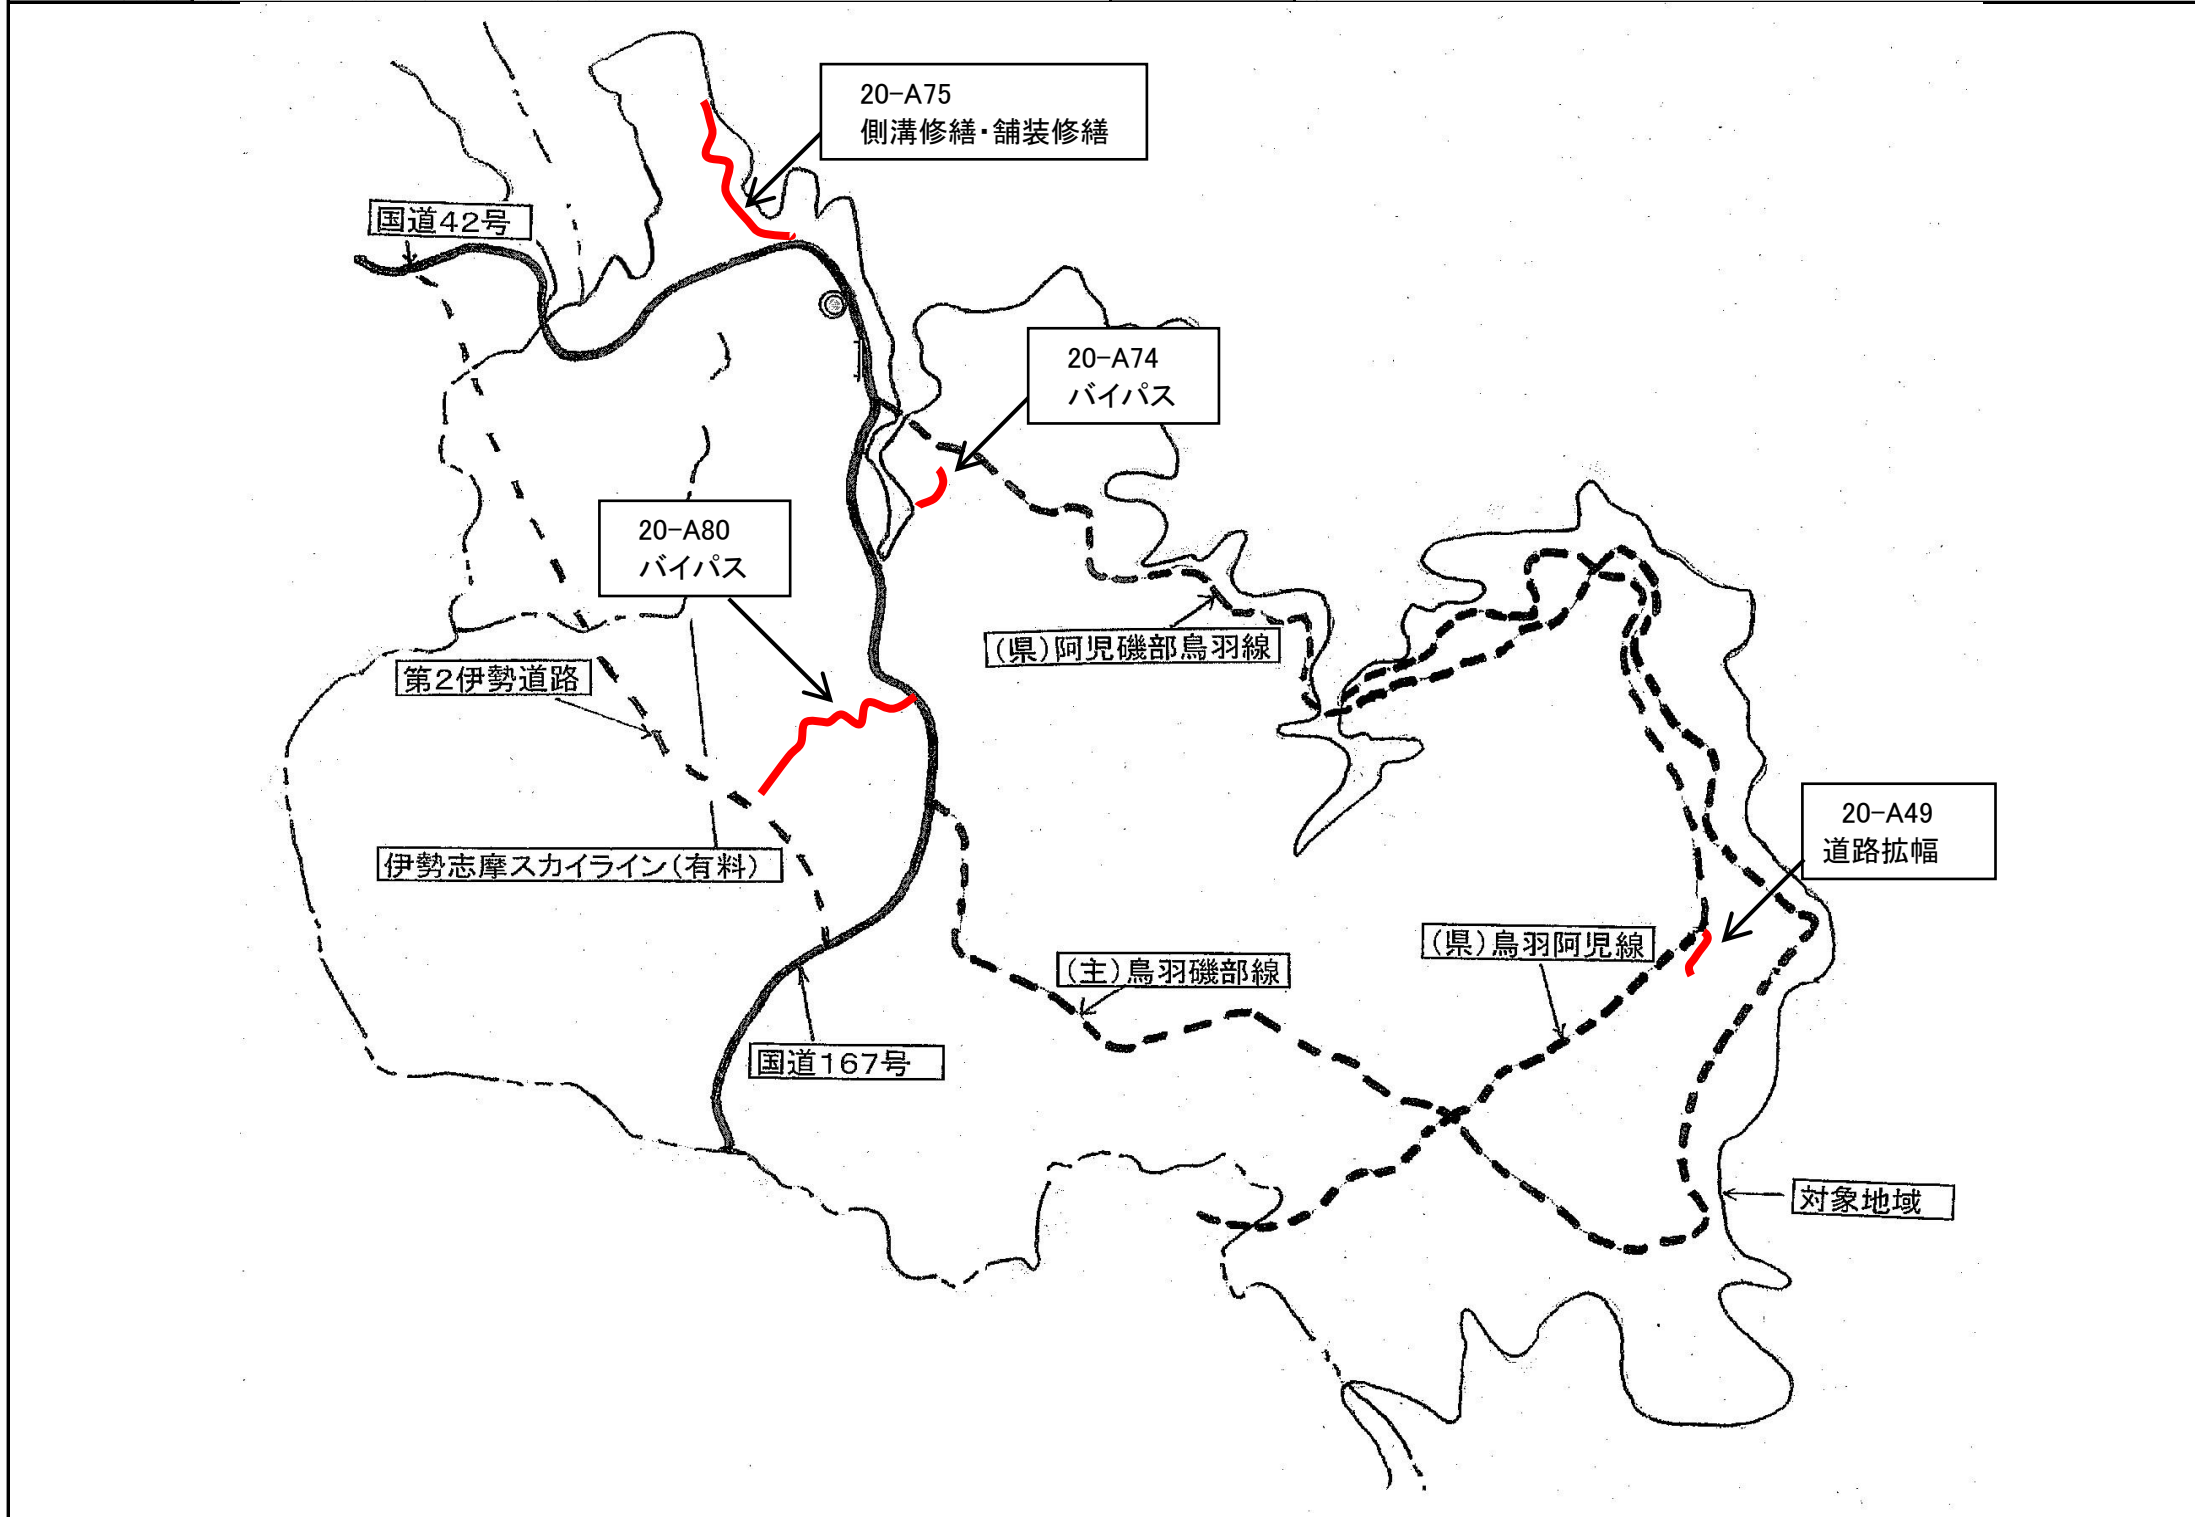 20-A75
側溝修繕・舗装修繕
国道42号
20-A74
バイパス
20-A80
バイパス
(県)阿児磯部鳥羽線
第2伊勢道路
20-A49
道路拡幅
伊勢志摩スカイライン(有料)
(県)鳥羽阿児線
(主)鳥羽磯部線
国道167号
対象地域